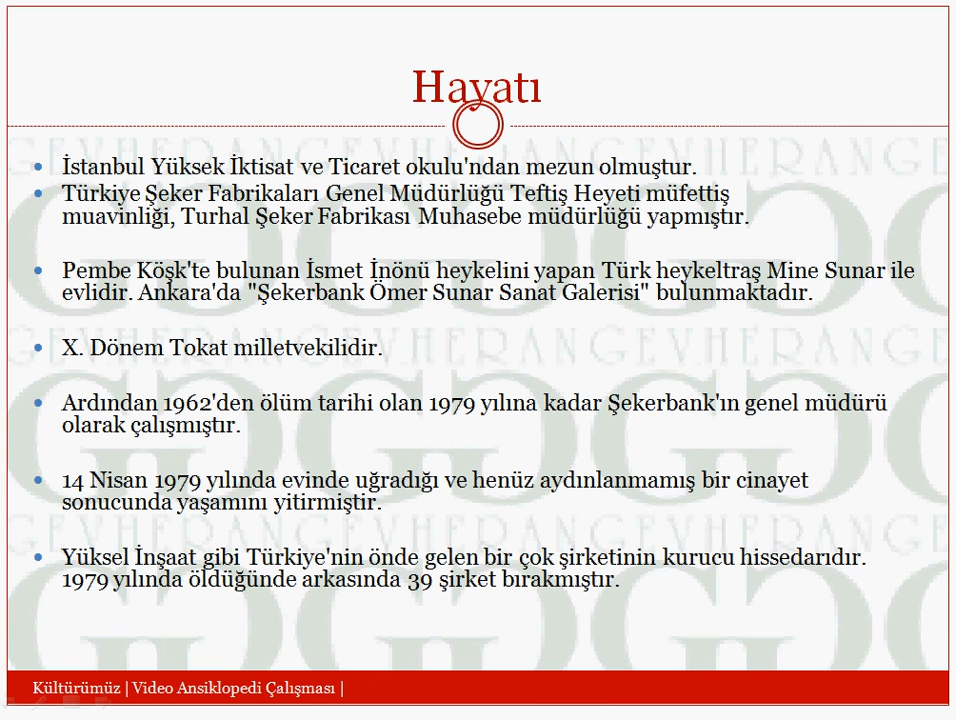 Hayatı
İstanbul Yüksek İktisat ve Ticaret okulu'ndan mezun olmuştur.
Türkiye Şeker Fabrikaları Genel Müdürlüğü Teftiş Heyeti müfettiş
muavinliği, Turhal Şeker Fabrikası Muhasebe müdürlüğü yapmıştır.
Pembe Köşk'te bulunan İsmet İnönü heykelini yapan Türk heykeltraş Mine Sunar ile
evlidir. Ankara'da "Şekerbank Ömer Sunar Sanat Galerisi" bulunmaktadır.
X. Dönem Tokat milletvekilidir.
Ardından 1962'den ölüm tarihi olan 1979 yılına kadar Şekerbank'ın genel müdürü
olarak çalışmıştır.
14 Nisan 1979 yılında evinde uğradığı ve henüz aydınlanmamış bir cinayet
sonucunda yaşamını yitirmiştir.
Yüksel İnşaat gibi Türkiye'nin önde gelen bir çok şirketinin kurucu hissedarıdır.
1979 yılında öldüğünde arkasında 39 şirket bırakmıştır.
Kültürümüz | Video Ansiklopedi Çalışması |